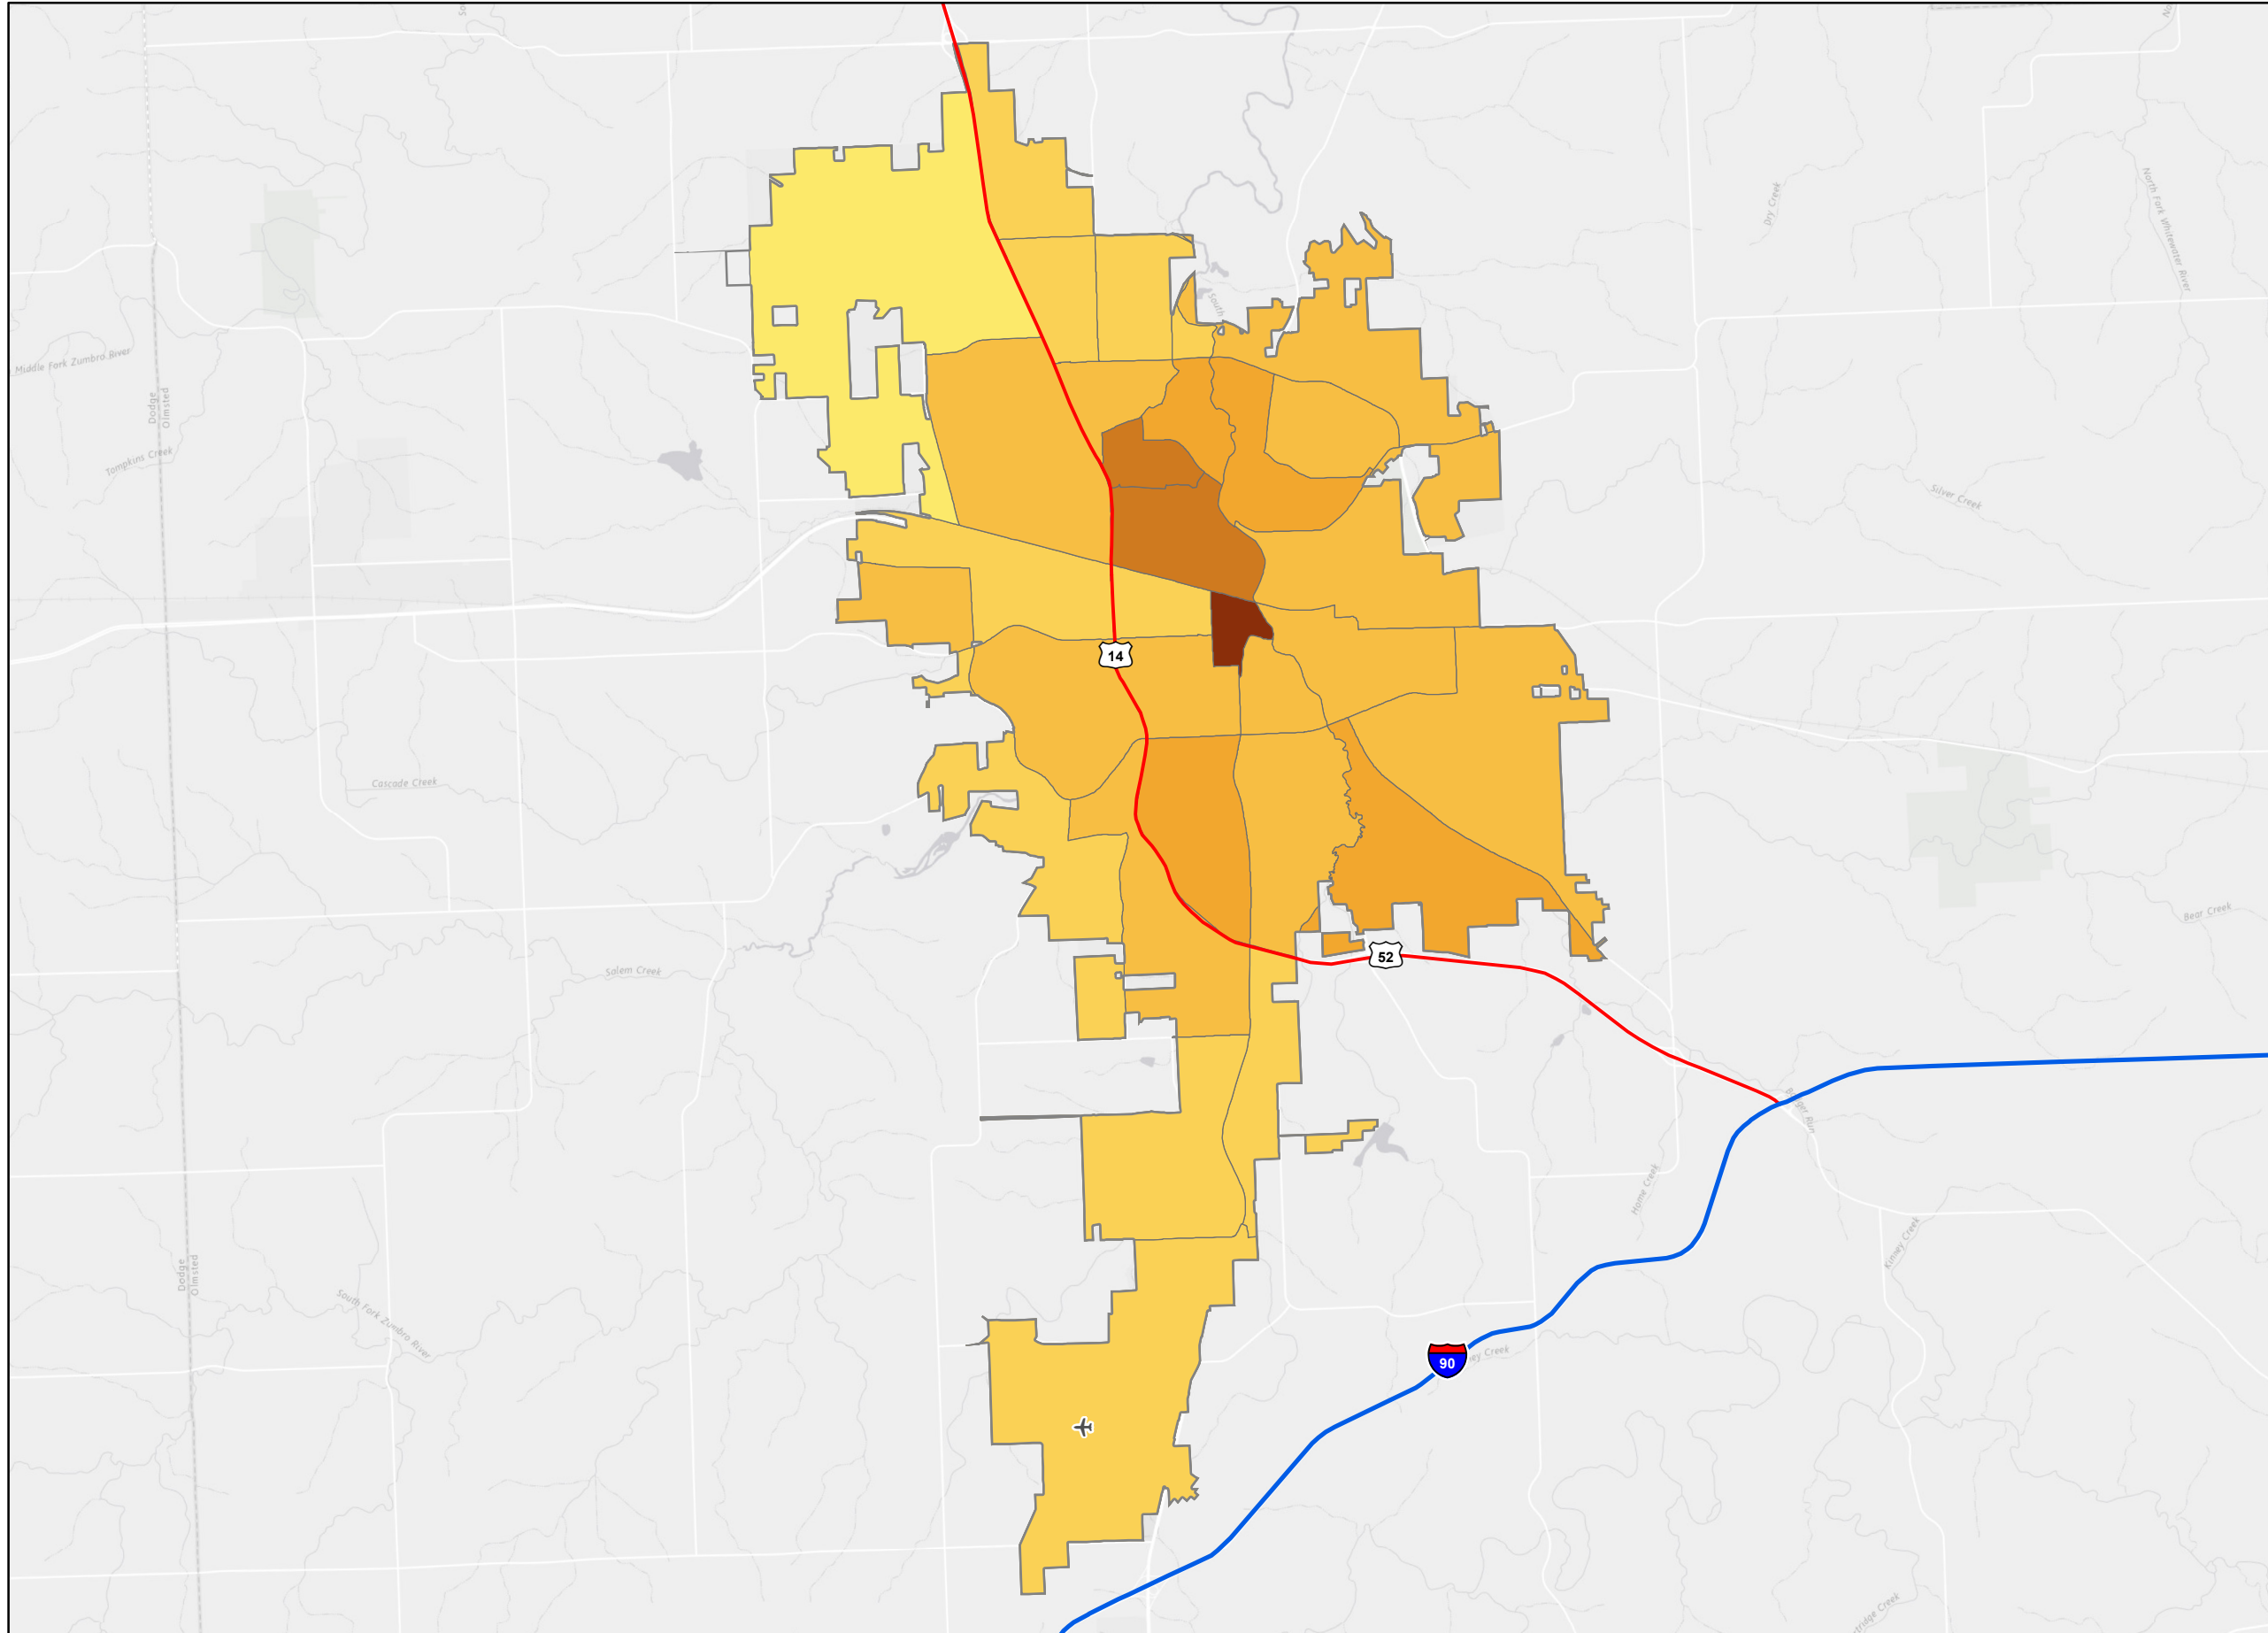 Dry Creek
North Fork Whitewater River
South
Middle Fork Zumbro River
Dodge
Olmsted
Tompkins Creek
Silver Creek
14
Cascade Creek
Bear Creek
52
Salem Creek
Home Creek
Kinney Creek
Dodge
Olmsted
South Fork Zumbro River
90